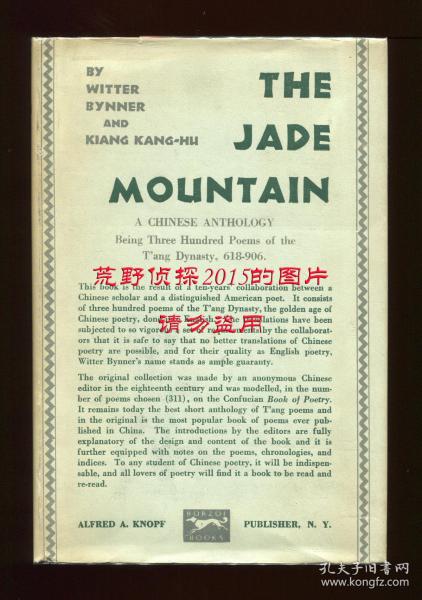 BY
WITTER
BYNNER
AND
KIANG KANG-HU
THE
JADE
MOUNTAIN
A CHINESE ANTHOLOGY
Being Three Hundred Poems of the
T'ang Dynasty, 618-906.
荒野侦探2015的图片
This book is the result of a ten-years' collaboration between a
Chinese scholar and a distinguished American poet. It consists
of three hundred poems of the T'ang Dynasty, the golden age of
Chinese poetry, done
The translations have been
subjected to so
by the collaborat-
请勿盗用
ors that it is safe to say that no better translations of Chinese
poetry are possible, and for their quality as English poetry,
Witter Bynner's name stands as ample guaranty.
The original collection was made by an anonymous Chinese
editor in the eighteenth century and was modelled, in the num-
ber of poems chosen (311), on the Confucian Book of Poetry.
It remains today the best short anthology of T'ang poems and
in the original is the most popular book of poems ever pub-
lished in China. The introductions by the editors are fully
explanatory of the design and content of the book and it is
further equipped with notes on the poems, chronologies, and
indices. To any student of Chinese poetry, it will be indispen-
sable, and all lovers of poetry will find it a book to be read and
re-read.
BORZOI
BOOKS
ALFRED A. KNOPF PUBLISHER, N. Y.
孔夫子旧书网
www.kongfz.com